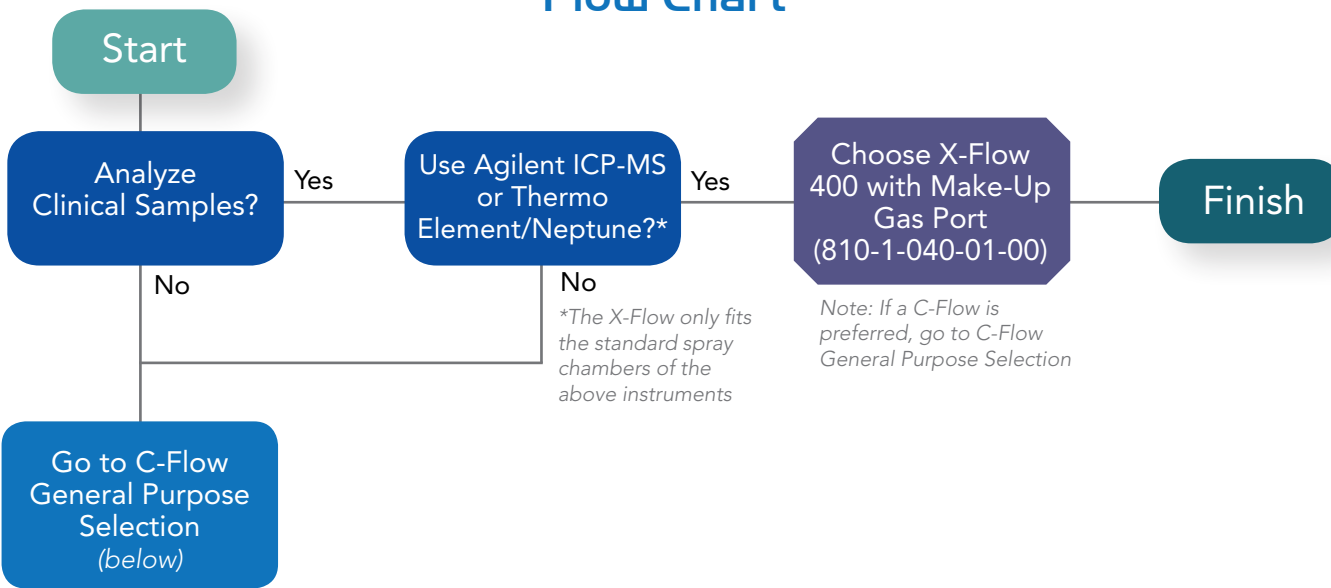 Flow Chart
Start
Analyze
Clinical Samples?
Yes
Use Agilent ICP-MS
or Thermo
Element/Neptune?*
Yes
Choose X-Flow
400 with Make-Up
Gas Port
(810-1-040-01-00)
Finish
No
No
*The X-Flow only fits
the standard spray
chambers of the
above instruments
Note: If a C-Flow is
preferred, go to C-Flow
General Purpose Selection
Go to C-Flow
General Purpose
Selection
(below)